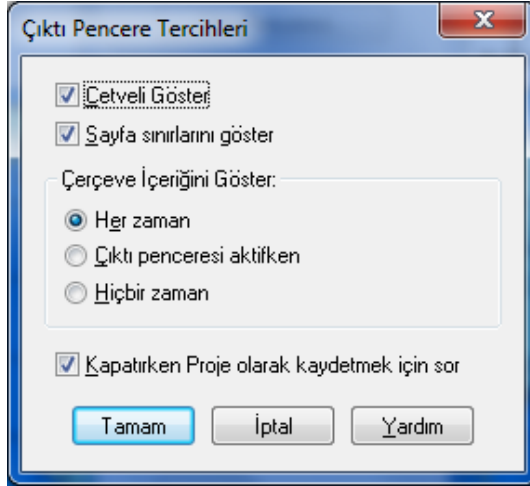 Çıktı Pencere Tercihleri
Cetveli Göster
Sayfa sınırlarını göster
Çerçeve İçeriğini Göster:
Her zaman
Çıktı penceresi aktifken
Hiçbir zaman
Kapatırken Proje olarak kaydetmek için sor
Tamam İptal Yardım